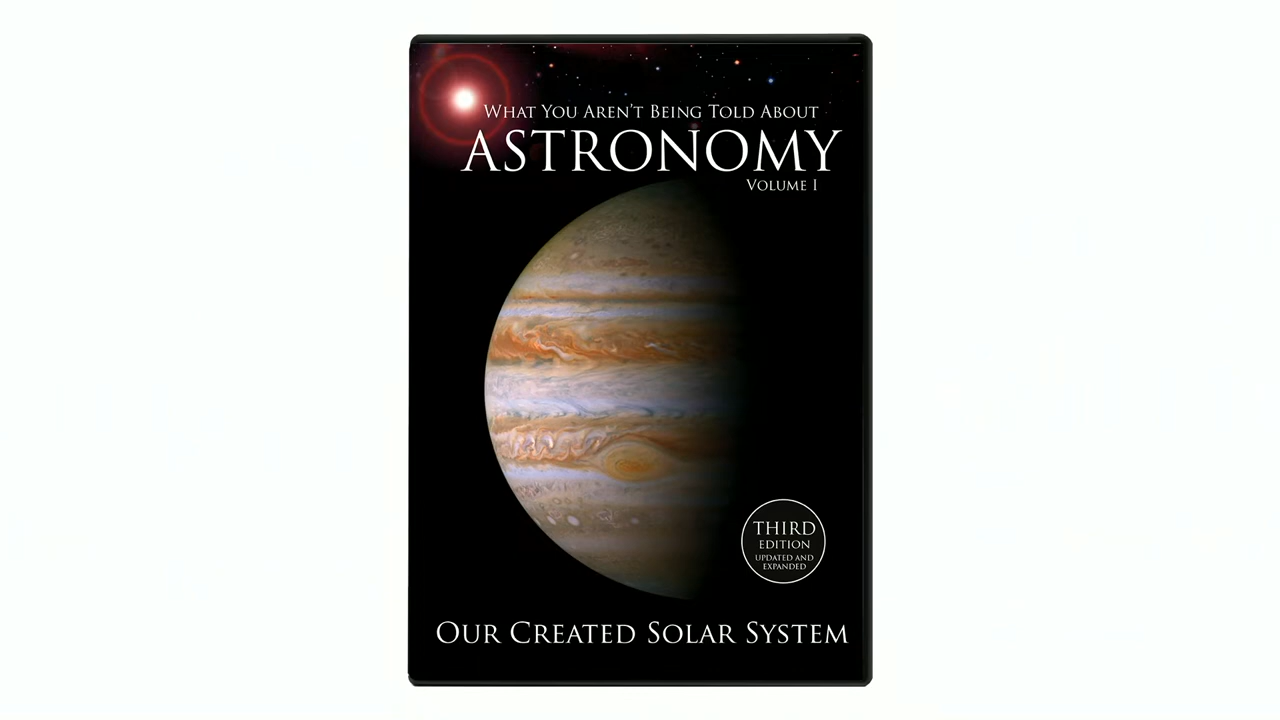 What You Aren't Being Told About
ASTRONOMY
Volume I
THIRD
EDITION
UPDATED AND
EXPANDED
Our Created Solar System